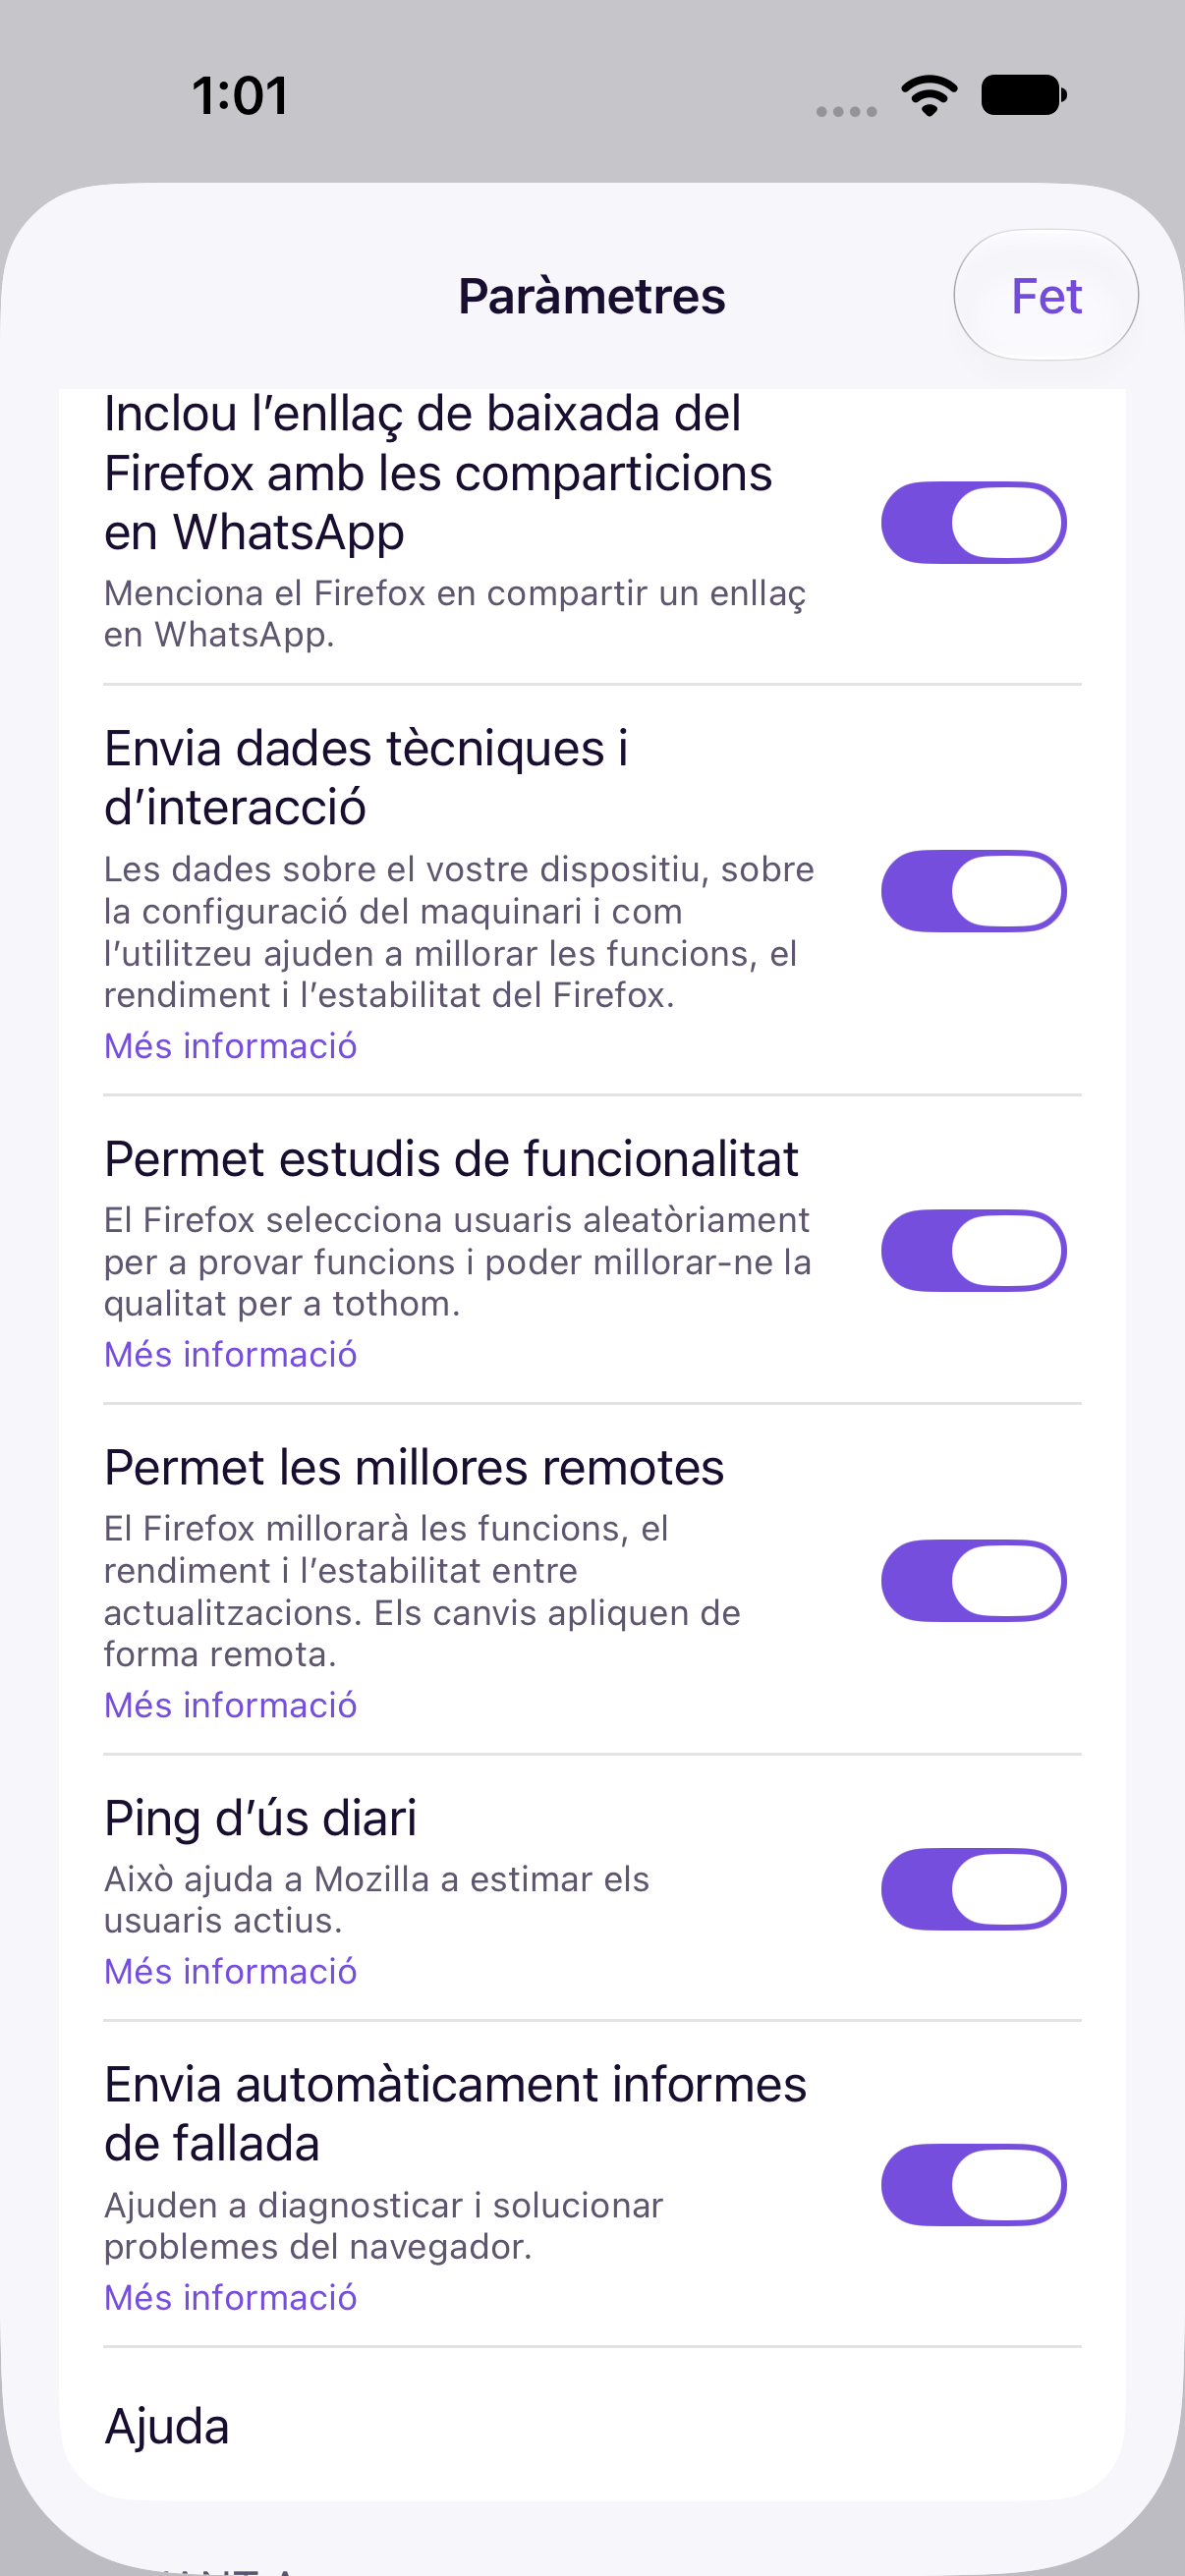 1:01
Paràmetres
Fet
Inclou l’enllaç de baixada del
Firefox amb les comparticions
en WhatsApp
Menciona el Firefox en compartir un enllaç
en WhatsApp.
Envia dades tècniques i
d’interacció
Les dades sobre el vostre dispositiu, sobre
la configuració del maquinari i com
l’utilitzeu ajuden a millorar les funcions, el
rendiment i l’estabilitat del Firefox.
Més informació
Permet estudis de funcionalitat
El Firefox selecciona usuaris aleatòriament
per a provar funcions i poder millorar-ne la
qualitat per a tothom.
Més informació
Permet les millores remotes
El Firefox millorarà les funcions, el
rendiment i l’estabilitat entre
actualitzacions. Els canvis apliquen de
forma remota.
Més informació
Ping d’ús diari
Això ajuda a Mozilla a estimar els
usuaris actius.
Més informació
Envia automàticament informes
de fallada
Ajuden a diagnosticar i solucionar
problemes del navegador.
Més informació
Ajuda